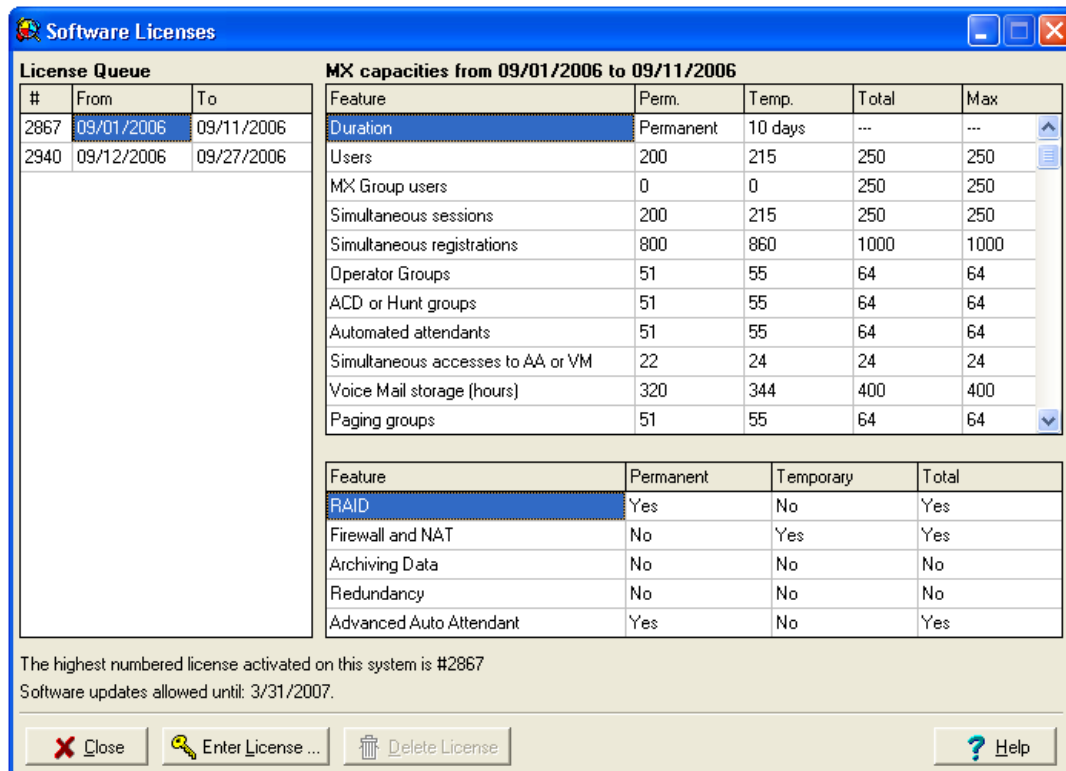 Software Licenses
License Queue
# From To
2867 09/01/2006 09/11/2006
2940 09/12/2006 09/27/2006
MX capacities from 09/01/2006 to 09/11/2006
Feature Perm. Temp. Total Max
Duration Permanent 10 days --- ---
Users 200 215 250 250
MX Group users 0 0 250 250
Simultaneous sessions 200 215 250 250
Simultaneous registrations 800 860 1000 1000
Operator Groups 51 55 64 64
ACD or Hunt groups 51 55 64 64
Automated attendants 51 55 64 64
Simultaneous accesses to AA or VM 22 24 24 24
Voice Mail storage (hours) 320 344 400 400
Paging groups 51 55 64 64
Feature Permanent Temporary Total
RAID Yes No Yes
Firewall and NAT No Yes Yes
Archiving Data No No No
Redundancy No No No
Advanced Auto Attendant Yes No Yes
The highest numbered license activated on this system is #2867
Software updates allowed until: 3/31/2007.
Close Enter License ... Delete License ? Help